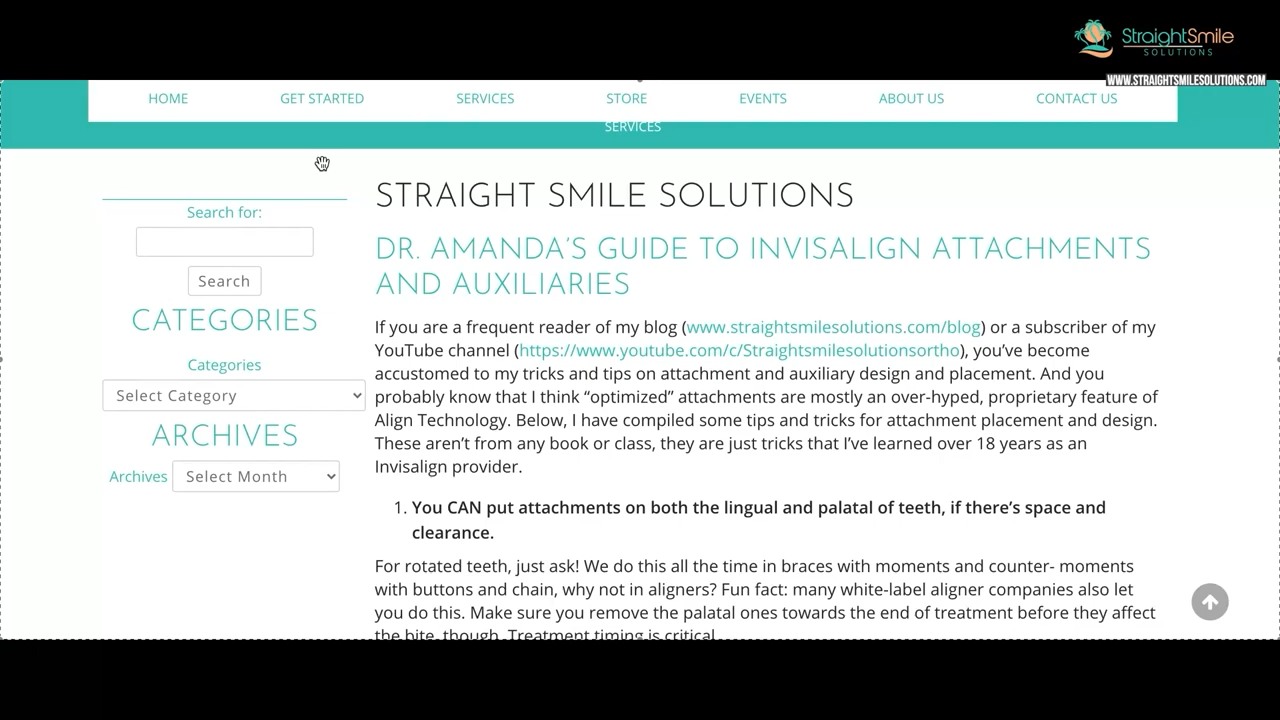 StraightSmile
SOLUTIONS
WWW.STRAIGHTSMILESOLUTIONS.COM
HOME GET STARTED SERVICES STORE EVENTS ABOUT US CONTACT US
SERVICES
Search for:
Search
CATEGORIES
Categories
Select Category
ARCHIVES
Archives Select Month
STRAIGHT SMILE SOLUTIONS
DR. AMANDA’S GUIDE TO INVISALIGN ATTACHMENTS
AND AUXILIARIES
If you are a frequent reader of my blog (www.straightsmilesolutions.com/blog) or a subscriber of my
YouTube channel (https://www.youtube.com/c/Straightsmilesolutionsortho), you’ve become
accustomed to my tricks and tips on attachment and auxiliary design and placement. And you
probably know that I think “optimized” attachments are mostly an over-hyped, proprietary feature of
Align Technology. Below, I have compiled some tips and tricks for attachment placement and design.
These aren’t from any book or class, they are just tricks that I’ve learned over 18 years as an
Invisalign provider.
1. You CAN put attachments on both the lingual and palatal of teeth, if there’s space and
clearance.
For rotated teeth, just ask! We do this all the time in braces with moments and counter- moments
with buttons and chain, why not in aligners? Fun fact: many white-label aligner companies also let
you do this. Make sure you remove the palatal ones towards the end of treatment before they affect
the bite, though. Treatment timing is critical.